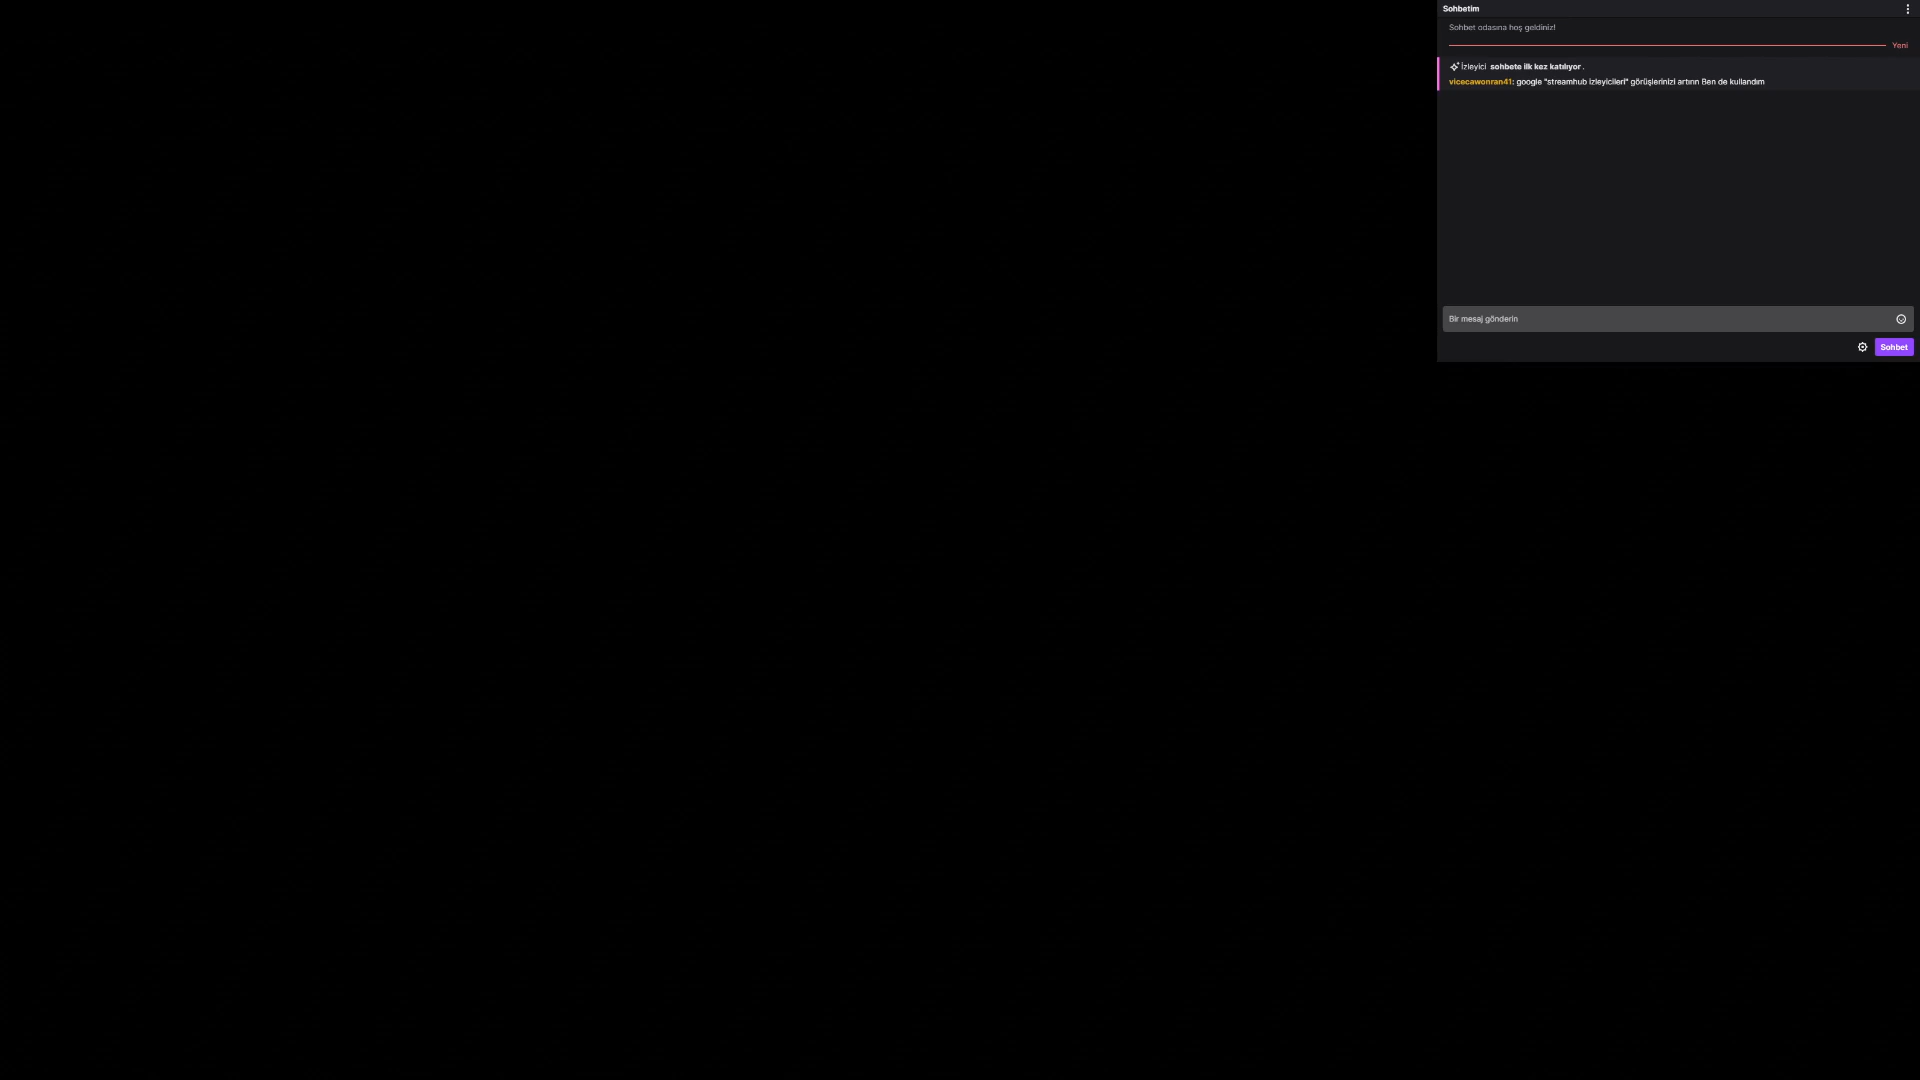 Sohbetim
Sohbet odasına hoş geldiniz!
Yeni
İzleyici sohbete ilk kez katılıyor .
vicecawonran41: google "streamhub izleyicileri" görüşlerinizi artırın Ben de kullandım
Bir mesaj gönderin
Sohbet